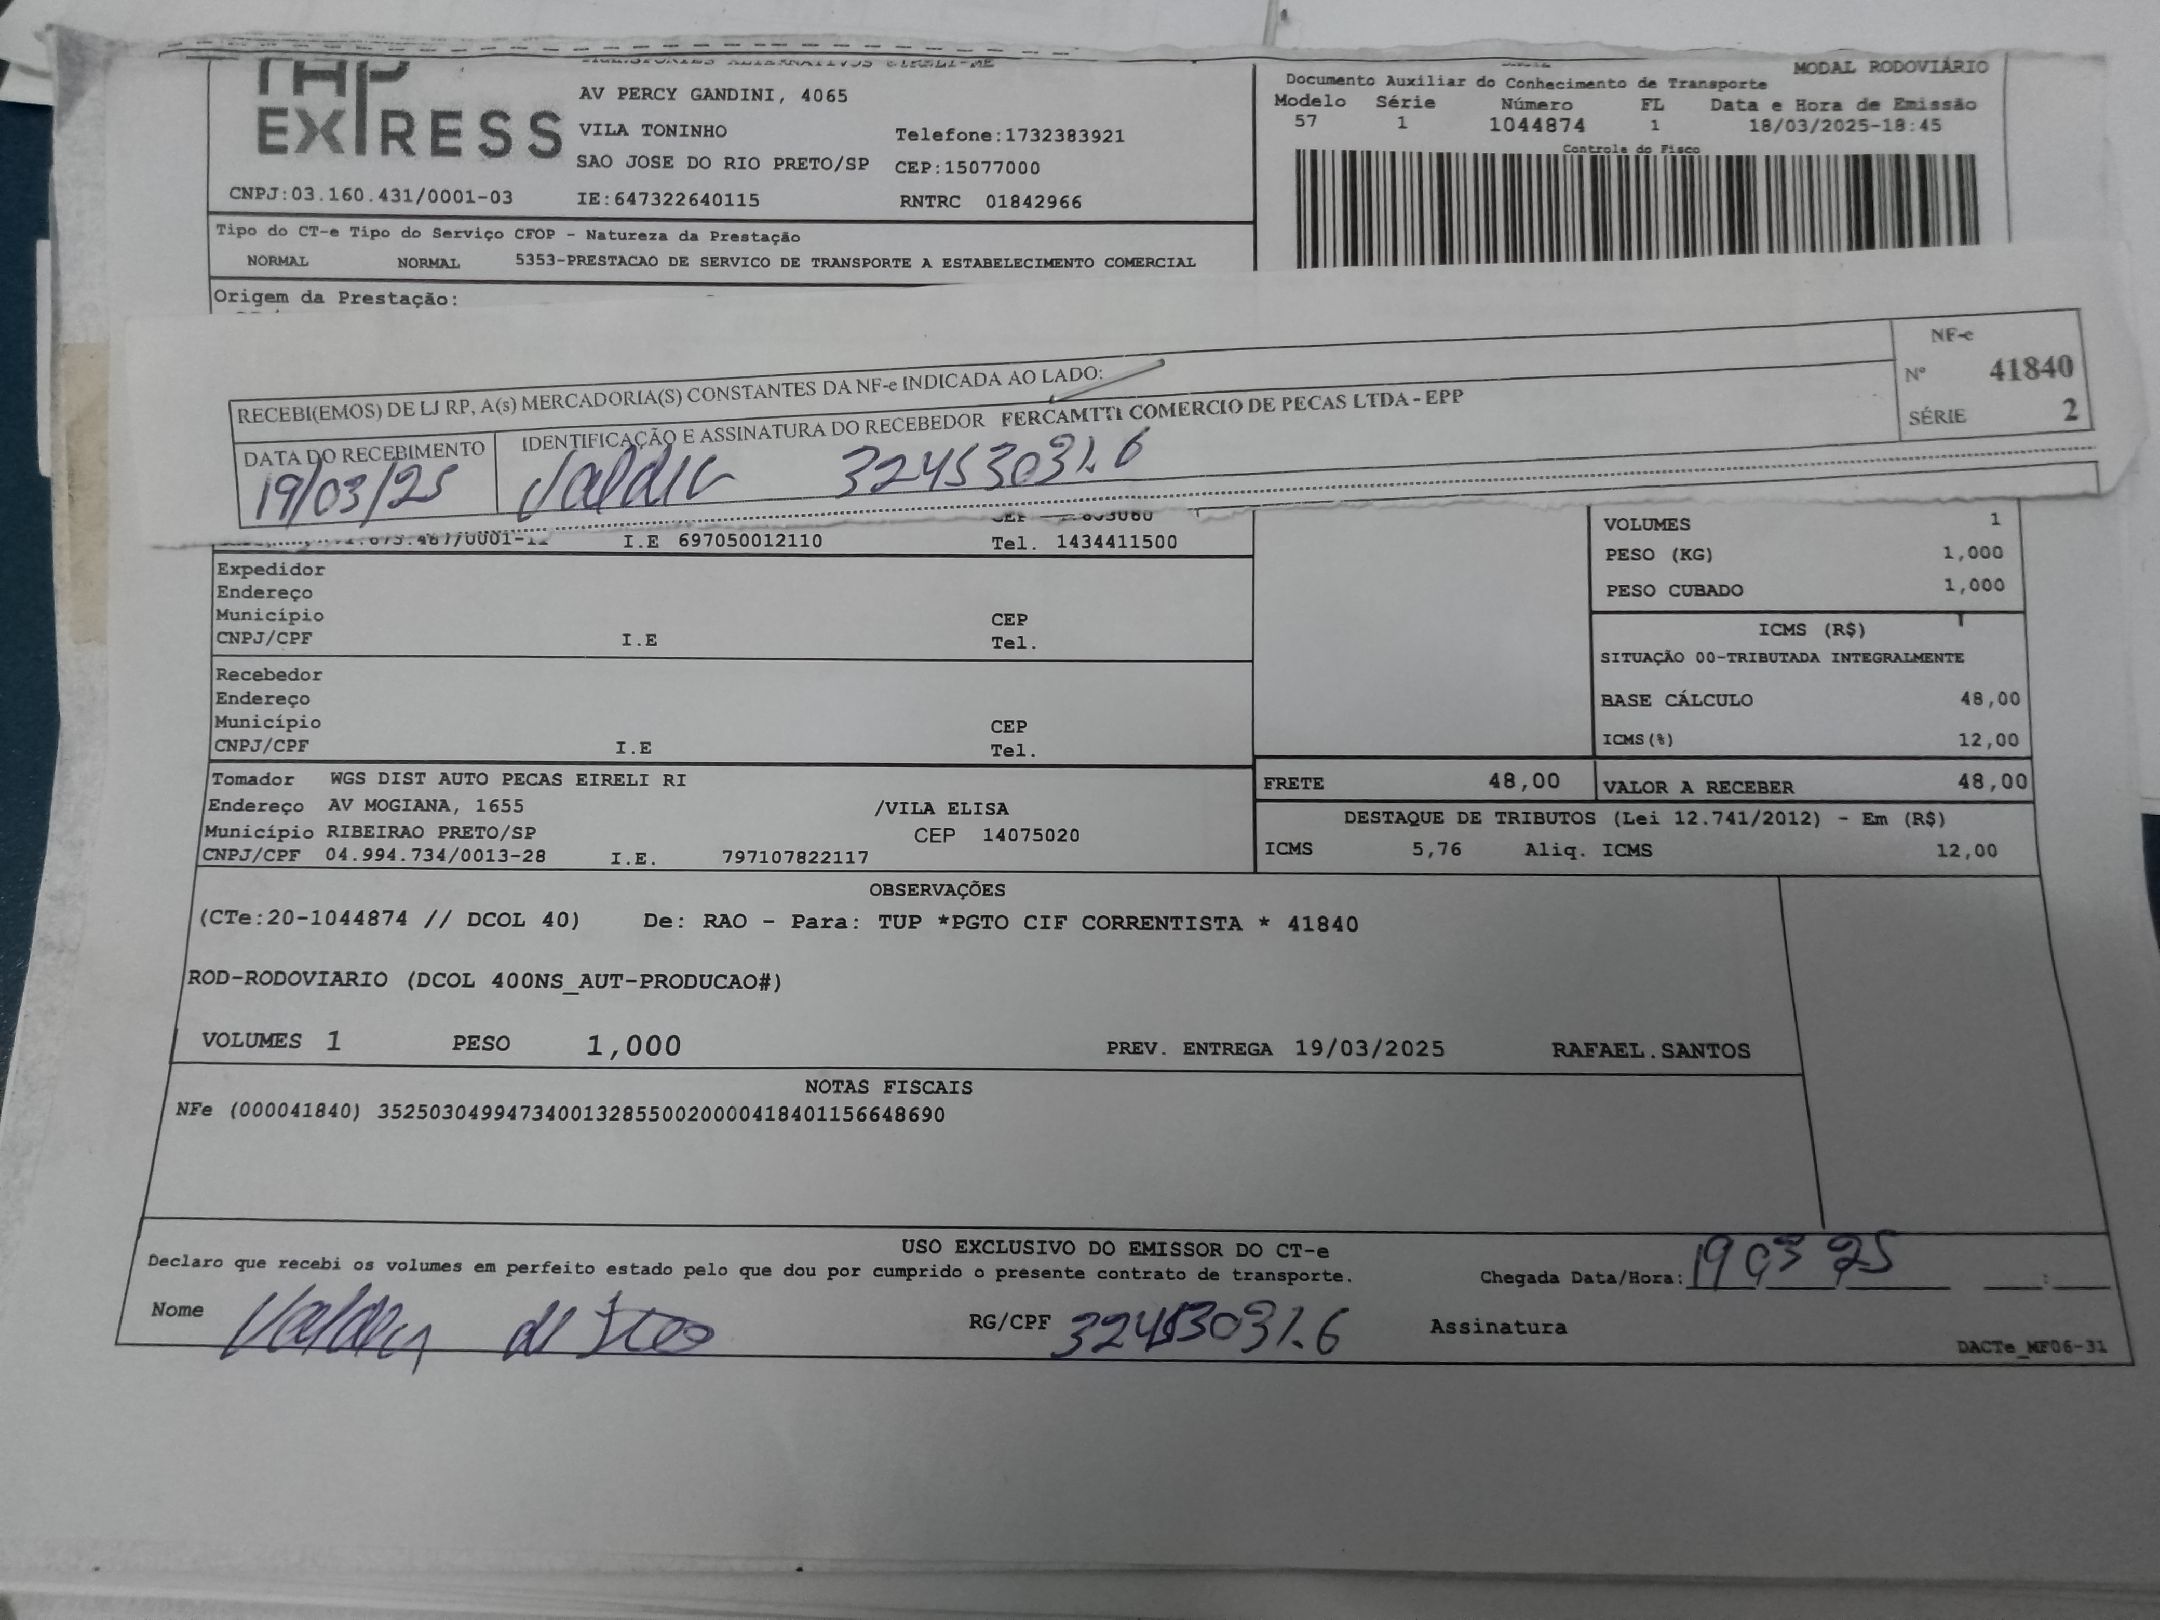 EXPRESS
AV PERCY GANDINI, 4065
VILA TONINHO Telefone:1732383921
SAO JOSE DO RIO PRETO/SP CEP:15077000
CNPJ:03.160.431/0001-03 IE:647322640115 RNTRC 01842966
MODAL RODOVIÁRIO
Documento Auxiliar do Conhecimento de Transporte
Modelo Série Número FL Data e Hora de Emissão
57 1 1044874 1 18/03/2025-18:45
Controle do Fisco
Tipo do CT-e Tipo do Serviço CFOP - Natureza da Prestação
NORMAL NORMAL 5353-PRESTACAO DE SERVICO DE TRANSPORTE A ESTABELECIMENTO COMERCIAL
Origem da Prestação:
RECEBI(EMOS) DE LJ RP, A(s) MERCADORIA(S) CONSTANTES DA NF-e INDICADA AO LADO:
DATA DO RECEBIMENTO IDENTIFICAÇÃO E ASSINATURA DO RECEBEDOR FERCAMTTI COMERCIO DE PECAS LTDA - EPP
19/03/25 Valdir 32453031.6
NF-e
Nº 41840
SÉRIE 2
I.E 697050012110 Tel. 1434411500
Expedidor
Endereço
Município CEP
CNPJ/CPF I.E Tel.
Recebedor
Endereço
Município CEP
CNPJ/CPF I.E Tel.
VOLUMES 1
PESO (KG) 1,000
PESO CUBADO 1,000
ICMS (R$)
SITUAÇÃO 00-TRIBUTADA INTEGRALMENTE
BASE CÁLCULO 48,00
ICMS(%) 12,00
Tomador WGS DIST AUTO PECAS EIRELI RI
Endereço AV MOGIANA, 1655 /VILA ELISA
Município RIBEIRAO PRETO/SP CEP 14075020
CNPJ/CPF 04.994.734/0013-28 I.E. 797107822117
FRETE 48,00 VALOR A RECEBER 48,00
DESTAQUE DE TRIBUTOS (Lei 12.741/2012) - Em (R$)
ICMS 5,76 Aliq. ICMS 12,00
OBSERVAÇÕES
(CTe:20-1044874 // DCOL 40) De: RAO - Para: TUP *PGTO CIF CORRENTISTA * 41840
ROD-RODOVIARIO (DCOL 400NS_AUT-PRODUCAO#)
VOLUMES 1 PESO 1,000 PREV. ENTREGA 19/03/2025 RAFAEL.SANTOS
NOTAS FISCAIS
NFe (000041840) 35250304994734001328550020000418401156648690
USO EXCLUSIVO DO EMISSOR DO CT-e
Declaro que recebi os volumes em perfeito estado pelo que dou por cumprido o presente contrato de transporte.
Chegada Data/Hora: 19 03 25 :
Nome Valdir RG/CPF 32453031.6 Assinatura
DACTe_MF06-31